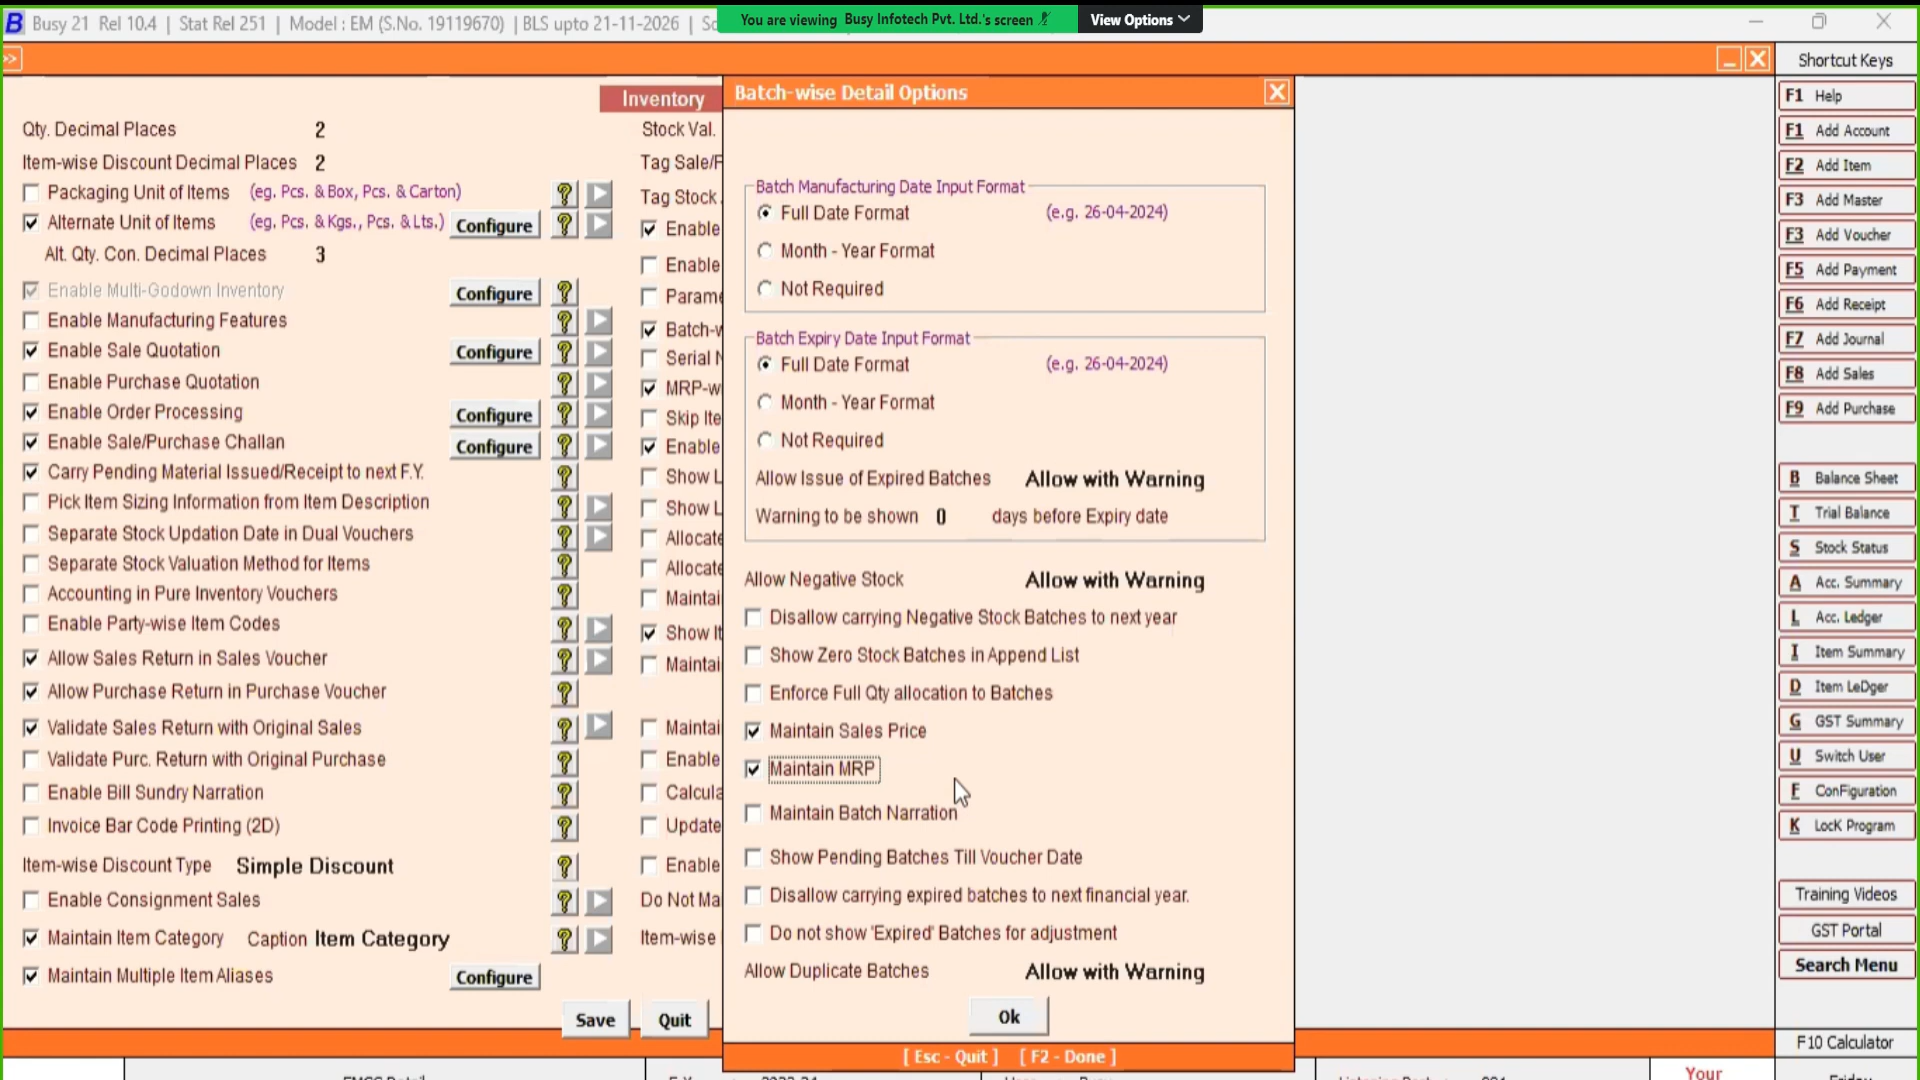 Busy 21 Rel 10.4 | Stat Rel 251 | Model : EM (S.No. 19119670) | BLS upto 21-11-2026 |
You are viewing Busy Infotech Pvt. Ltd.'s screen
View Options
>>
Shortcut Keys
Inventory
Qty. Decimal Places 2
Item-wise Discount Decimal Places 2
Packaging Unit of Items (eg. Pcs. & Box, Pcs. & Carton) ?
Alternate Unit of Items (eg. Pcs. & Kgs., Pcs. & Lts.) Configure ?
Alt. Qty. Con. Decimal Places 3
Enable Multi-Godown Inventory Configure ?
Enable Manufacturing Features ?
Enable Sale Quotation Configure ?
Enable Purchase Quotation ?
Enable Order Processing Configure ?
Enable Sale/Purchase Challan Configure ?
Carry Pending Material Issued/Receipt to next F.Y. ?
Pick Item Sizing Information from Item Description ?
Separate Stock Updation Date in Dual Vouchers ?
Separate Stock Valuation Method for Items ?
Accounting in Pure Inventory Vouchers ?
Enable Party-wise Item Codes ?
Allow Sales Return in Sales Voucher ?
Allow Purchase Return in Purchase Voucher ?
Validate Sales Return with Original Sales ?
Validate Purc. Return with Original Purchase ?
Enable Bill Sundry Narration ?
Invoice Bar Code Printing (2D) ?
Item-wise Discount Type Simple Discount ?
Enable Consignment Sales ?
Maintain Item Category Caption Item Category ?
Maintain Multiple Item Aliases Configure
Save Quit
Stock Val.
Tag Sale/
Tag Stock
Enable
Enable
Batch-
Serial
MRP-
Skip
Enable
Show
Show
Show
Enable
Enable
Item-wise
Batch-wise Detail Options
Batch Manufacturing Date Input Format
Full Date Format (e.g. 26-04-2024)
Month - Year Format
Not Required
Batch Expiry Date Input Format
Full Date Format (e.g. 26-04-2024)
Month - Year Format
Not Required
Allow Issue of Expired Batches Allow with Warning
Warning to be shown 0 days before Expiry date
Allow Negative Stock Allow with Warning
Disallow carrying Negative Stock Batches to next year
Show Zero Stock Batches in Append List
Enforce Full Qty allocation to Batches
Maintain Sales Price
Maintain MRP
Maintain Batch Narration
Show Pending Batches Till Voucher Date
Disallow carrying expired batches to next financial year.
Do not show 'Expired' Batches for adjustment
Allow Duplicate Batches Allow with Warning
Ok
[ Esc - Quit ] [ F2 - Done ]
F1 Help
F1 Add Account
F2 Add Item
F3 Add Master
F3 Add Voucher
F5 Add Payment
F6 Add Receipt
F7 Add Journal
F8 Add Sales
F9 Add Purchase
B Balance Sheet
T Trial Balance
S Stock Status
A Acc. Summary
L Acc. Ledger
I Item Summary
D Item LeDger
G GST Summary
U Switch User
F ConFiguration
K LocK Program
Training Videos
GST Portal
Search Menu
F10 Calculator
Your